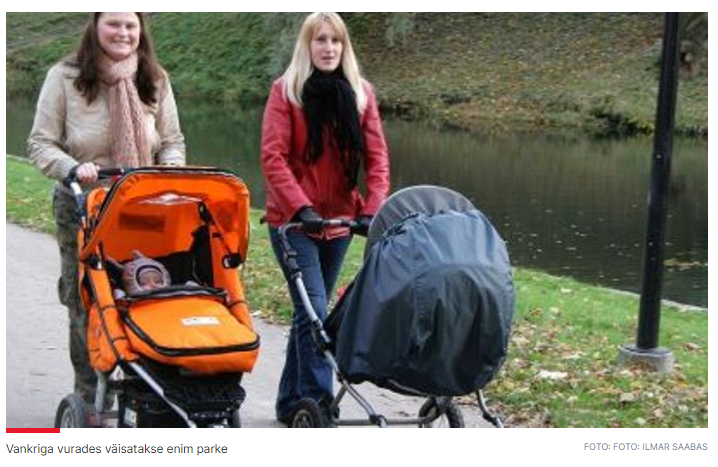 Vankriga vurades väisatakse enim parke
FOTO: FOTO: ILMAR SAABAS